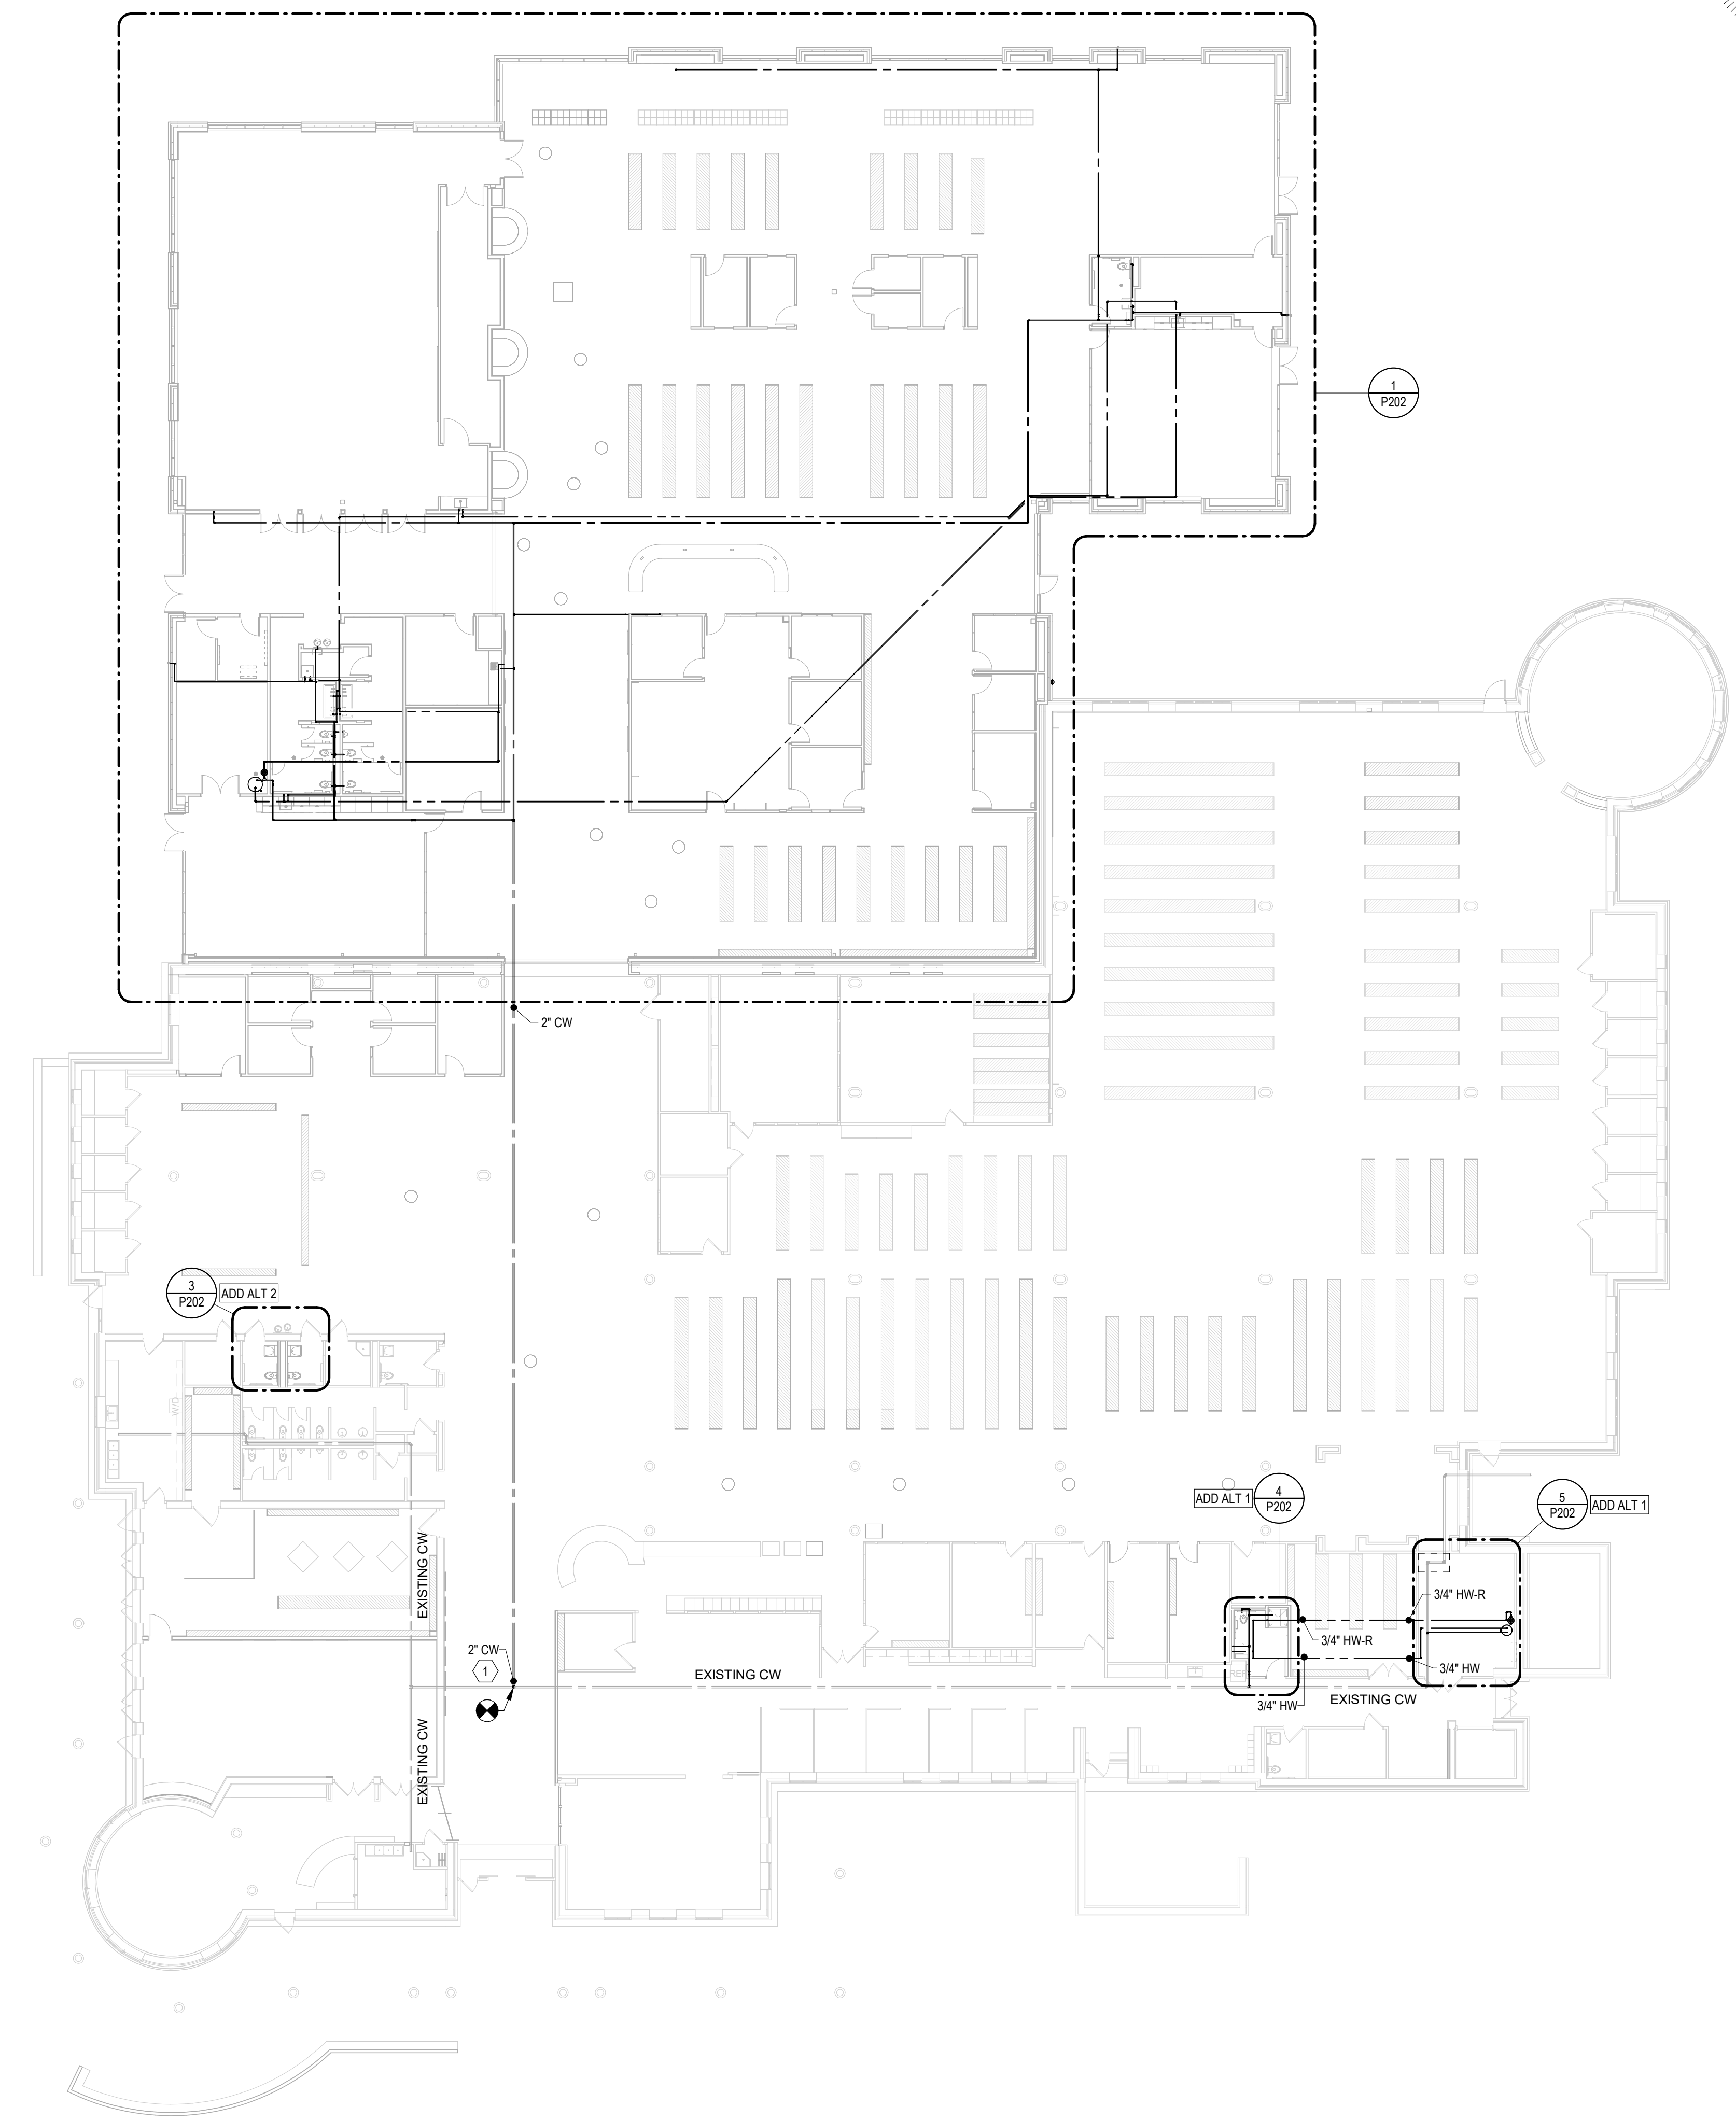 1
P202
2" CW
3
P202
ADD ALT 2
W/D
ADD ALT 1
4
P202
5
P202
ADD ALT 1
EXISTING CW
3/4" HW-R
3/4" HW-R
2" CW
1
EXISTING CW
REF
3/4" HW
3/4" HW
EXISTING CW
EXISTING CW